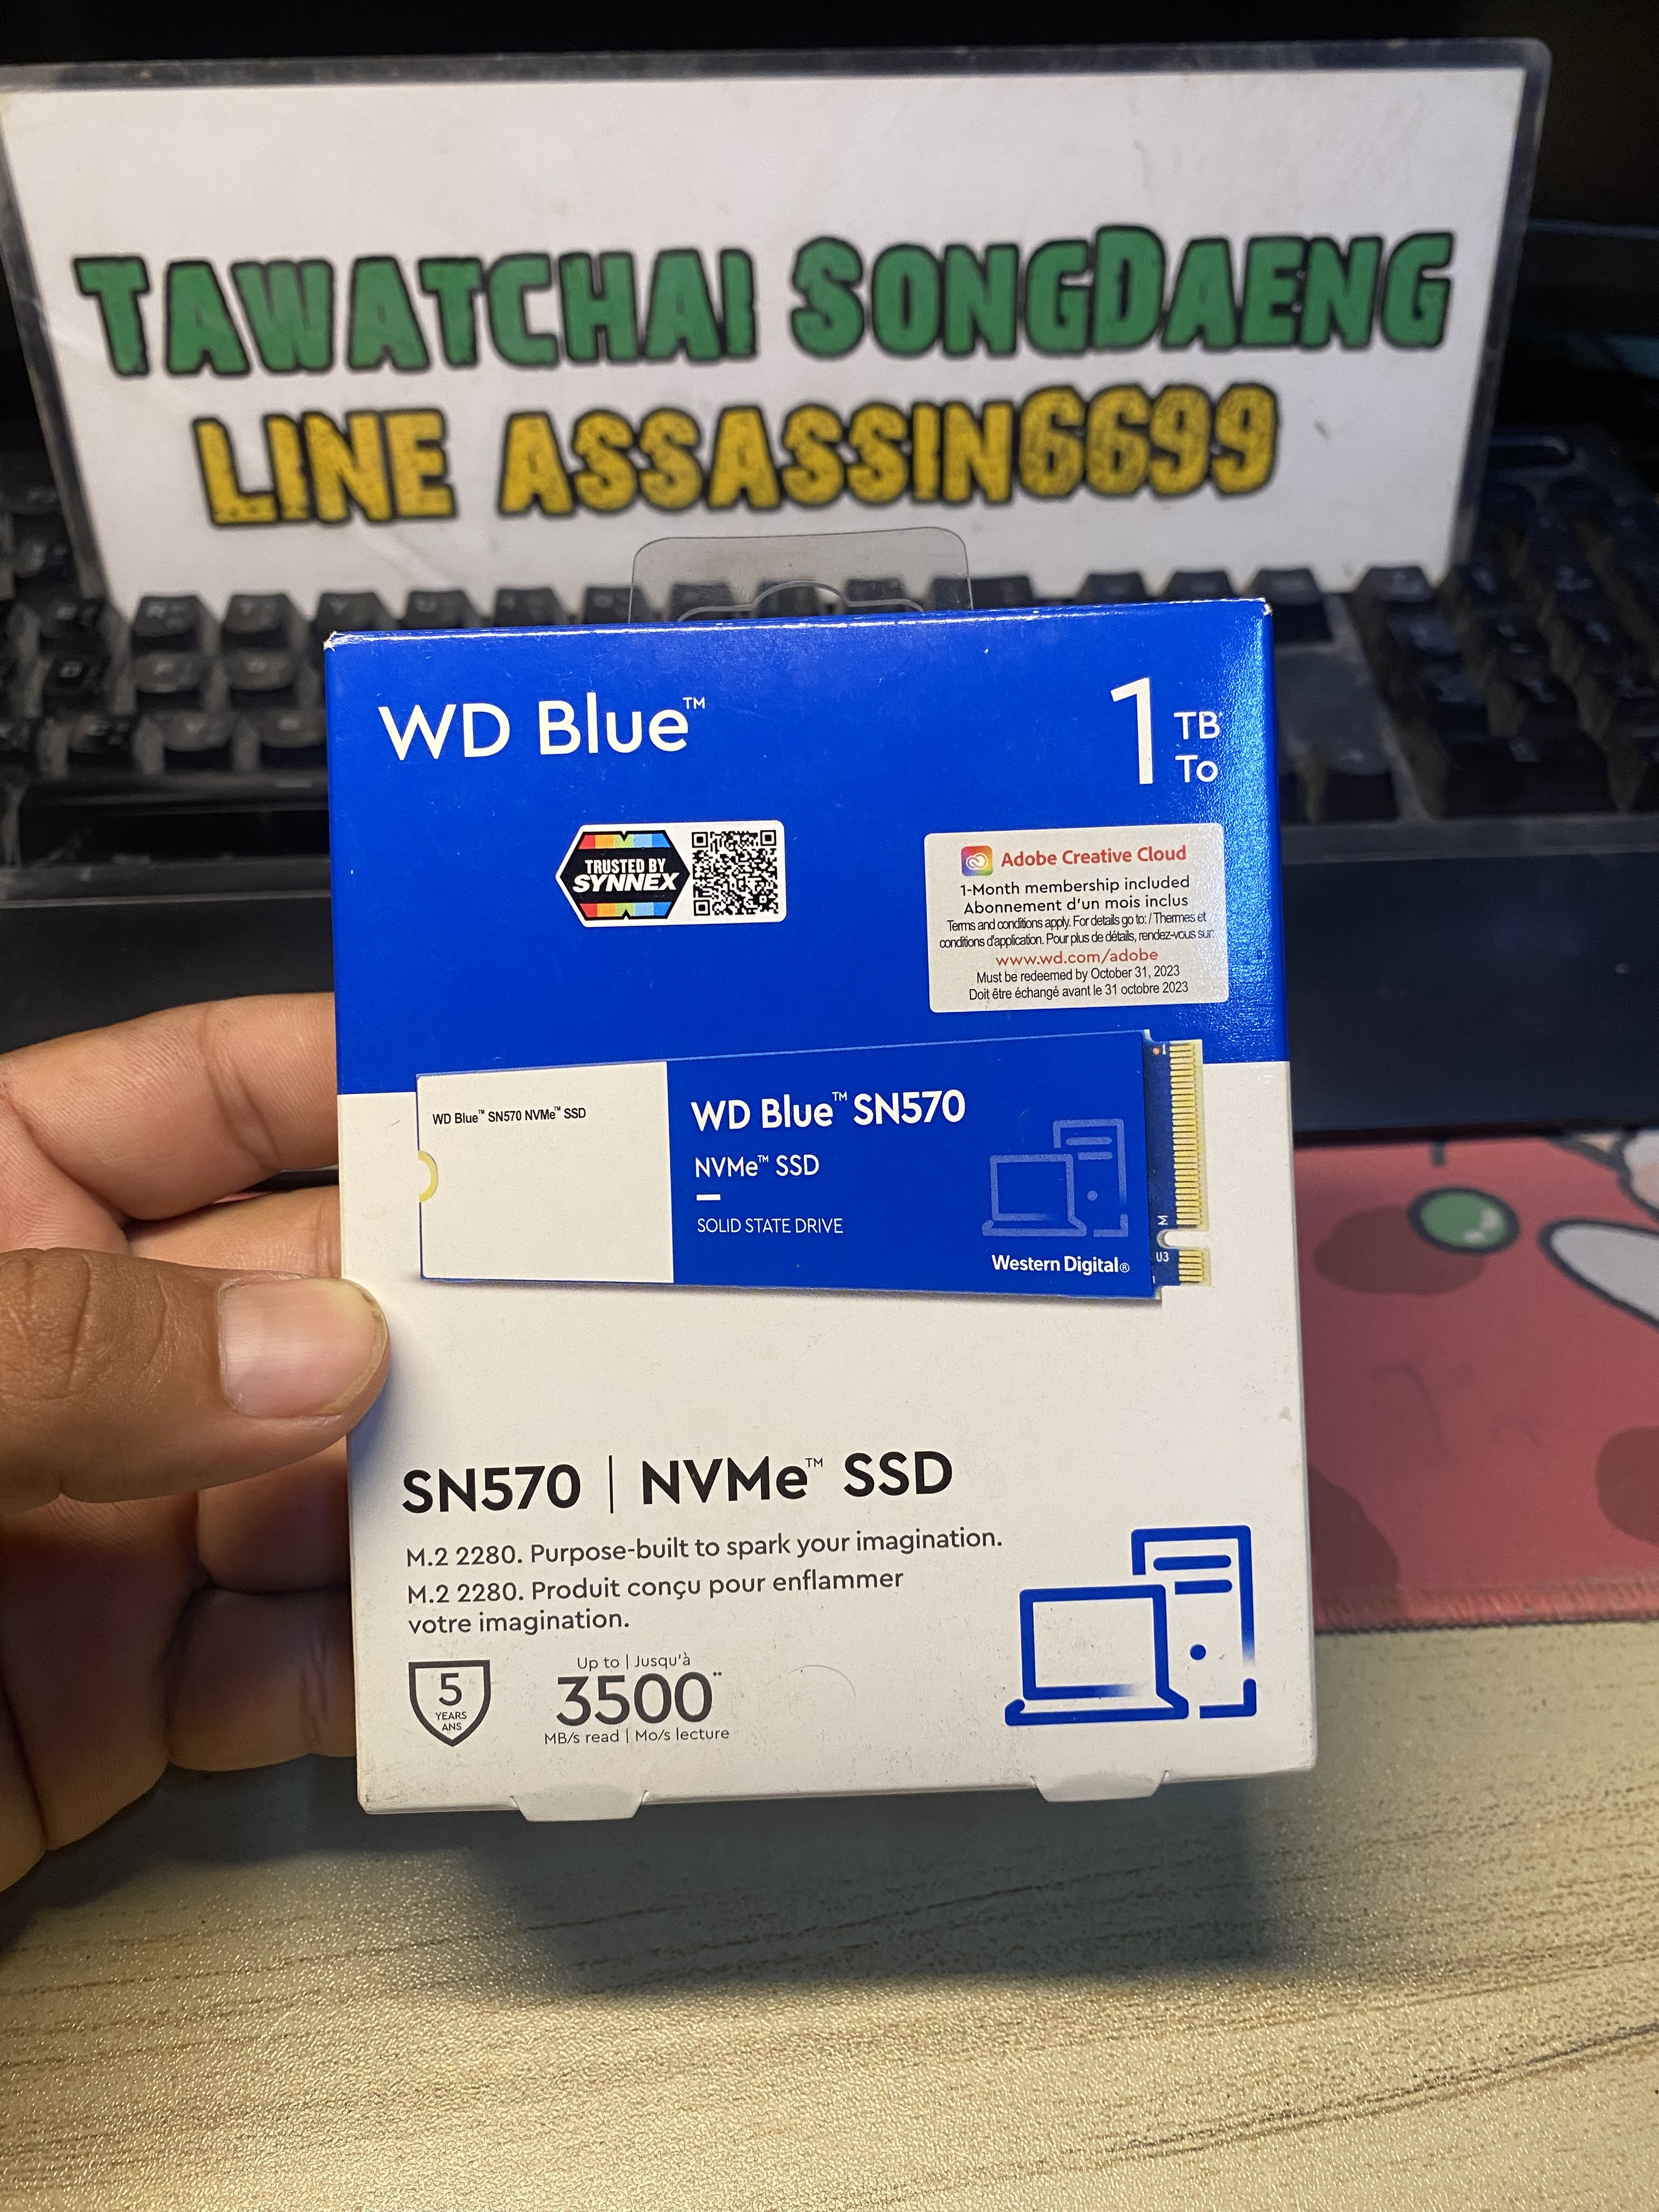 TAWATCHAI SONGDAENG
LINE ASSASSIN6699
WD Blue™
1 TB*
To
TRUSTED BY
SYNNEX
Adobe Creative Cloud
1-Month membership included
Abonnement d'un mois inclus
Terms and conditions apply. For details go to: / Thermes et
conditions d'application. Pour plus de détails, rendez-vous sur:
www.wd.com/adobe
Must be redeemed by October 31, 2023
Doit être échangé avant le 31 octobre 2023
WD Blue™ SN570 NVMe™ SSD
WD Blue™ SN570
NVMe™ SSD
SOLID STATE DRIVE
Western Digital®
1
M
U3
SN570 | NVMe™ SSD
M.2 2280. Purpose-built to spark your imagination.
M.2 2280. Produit conçu pour enflammer
votre imagination.
5
YEARS
ANS
Up to | Jusqu'à
3500**
MB/s read | Mo/s lecture